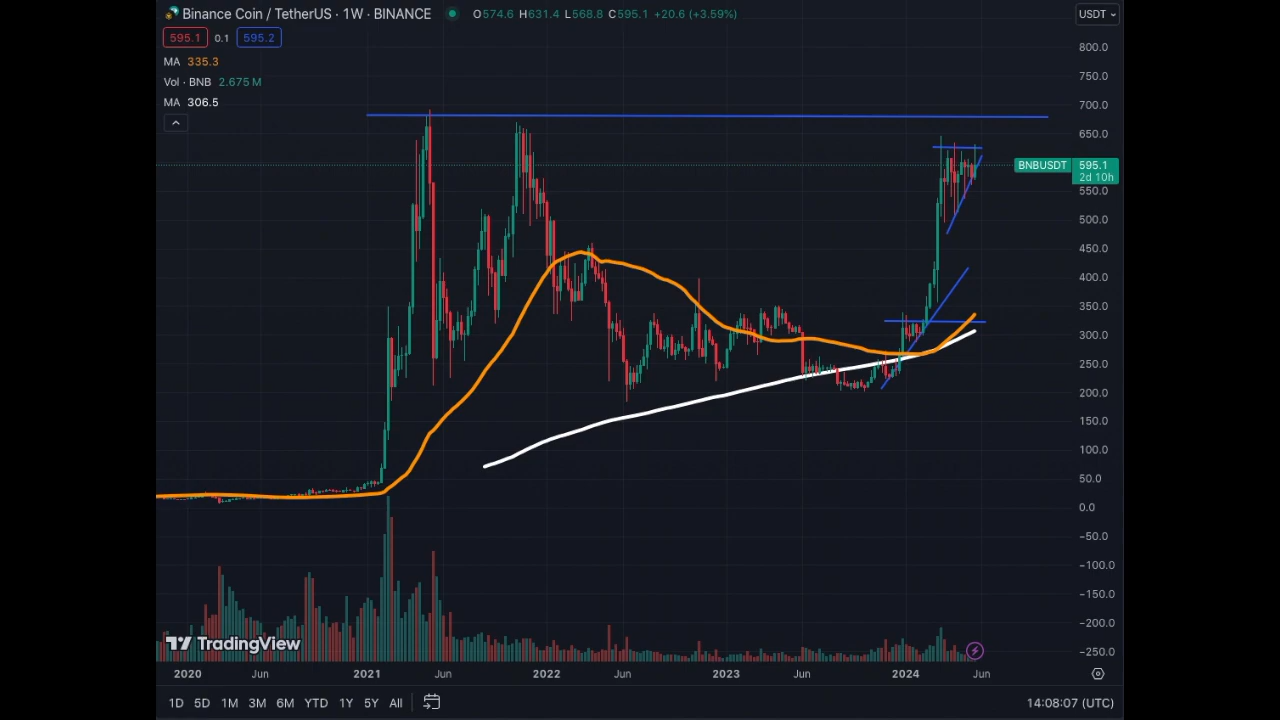 Binance Coin / TetherUS · 1W · BINANCE O574.6 H631.4 L568.8 C595.1 +20.6 (+3.59%) USDT
595.1 0.1 595.2
MA 335.3
Vol · BNB 2.675 M
MA 306.5
800.0
750.0
700.0
650.0
BNBUSDT 595.1
2d 10h
550.0
500.0
450.0
400.0
350.0
300.0
250.0
200.0
150.0
100.0
50.0
0.0
−50.0
−100.0
−150.0
−200.0
−250.0
TradingView
2020 Jun 2021 Jun 2022 Jun 2023 Jun 2024 Jun
1D 5D 1M 3M 6M YTD 1Y 5Y All 14:08:07 (UTC)